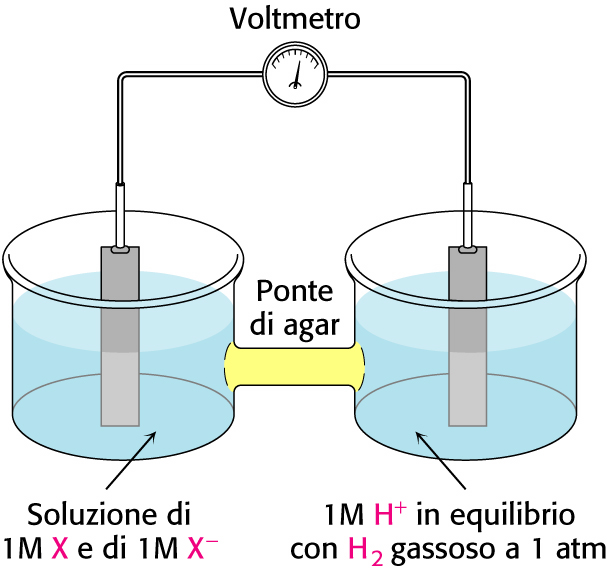 Voltmetro
Ponte
di agar
Soluzione di
1M X e di 1M X⁻
1M H⁺ in equilibrio
con H₂ gassoso a 1 atm